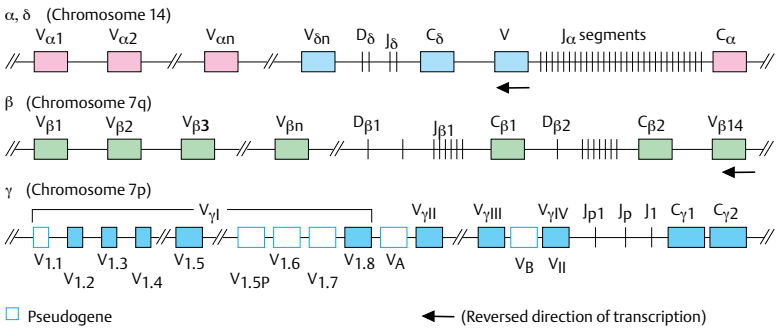 α, δ (Chromosome 14)
Vα1 Vα2 Vαn Vδn Dδ Jδ Cδ V Jα segments Cα
β (Chromosome 7q)
Vβ1 Vβ2 Vβ3 Vβn Dβ1 Jβ1 Cβ1 Dβ2 Cβ2 Vβ14
γ (Chromosome 7p)
VγI VγII VγIII VγIV Jp1 Jp J1 Cγ1 Cγ2
V1.1 V1.2 V1.3 V1.4 V1.5 V1.5P V1.6 V1.7 V1.8 VA VB VII
Pseudogene (Reversed direction of transcription)